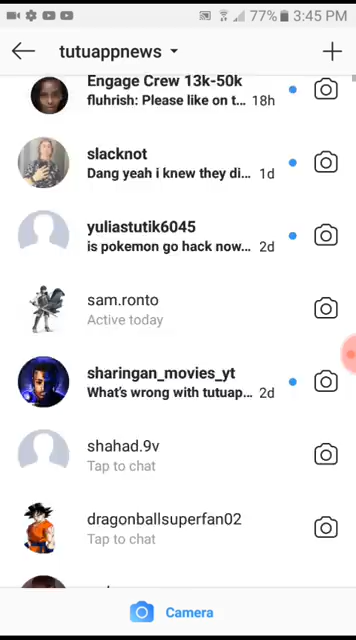 77% 3:45 PM
tutuappnews
Engage Crew 13k-50k
fluhrish: Please like on t... 18h
slacknot
Dang yeah i knew they di... 1d
yuliastutik6045
is pokemon go hack now... 2d
sam.ronto
Active today
sharingan_movies_yt
What's wrong with tutuap... 2d
shahad.9v
Tap to chat
dragonballsuperfan02
Tap to chat
Camera